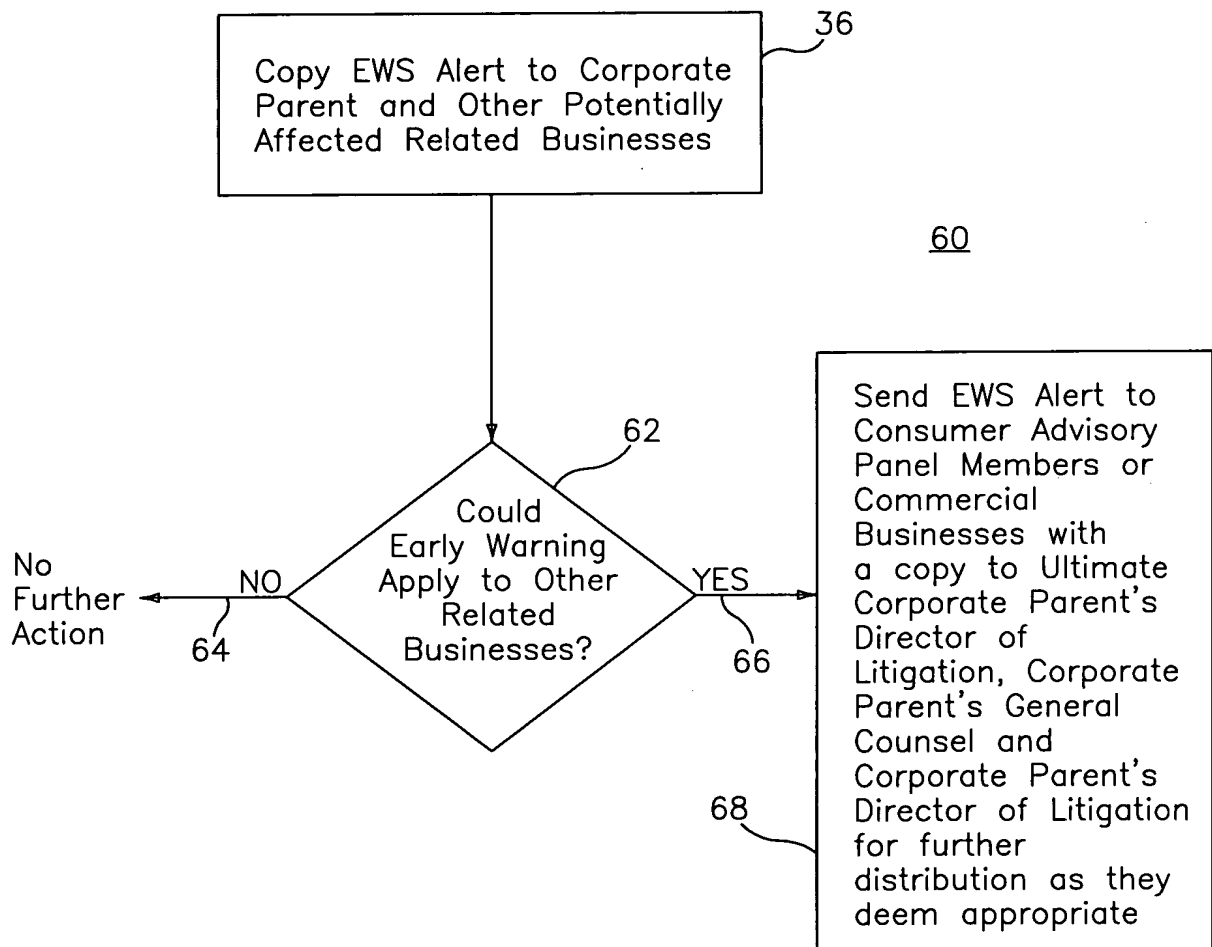 36
Copy EWS Alert to Corporate
Parent and Other Potentially
Affected Related Businesses
60
62
Could
Early Warning
Apply to Other
Related
Businesses?
NO
64
No
Further
Action
YES
66
Send EWS Alert to
Consumer Advisory
Panel Members or
Commercial
Businesses with
a copy to Ultimate
Corporate Parent's
Director of
Litigation, Corporate
Parent's General
Counsel and
Corporate Parent's
Director of Litigation
for further
distribution as they
deem appropriate
68